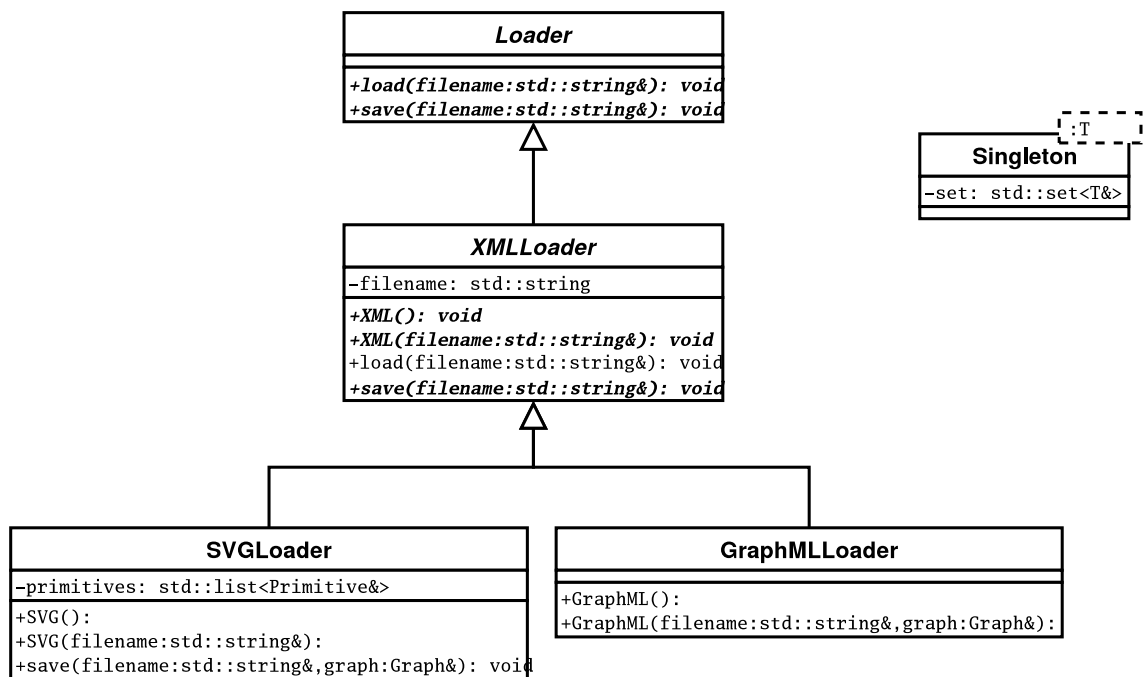 Loader
+load(filename:std::string&): void
+save(filename:std::string&): void
:T
Singleton
-set: std::set<T&>
XMLLoader
-filename: std::string
+XML(): void
+XML(filename:std::string&): void
+load(filename:std::string&): void
+save(filename:std::string&): void
SVGLoader
-primitives: std::list<Primitive&>
+SVG():
+SVG(filename:std::string&):
+save(filename:std::string&,graph:Graph&): void
GraphMLLoader
+GraphML():
+GraphML(filename:std::string&,graph:Graph&):